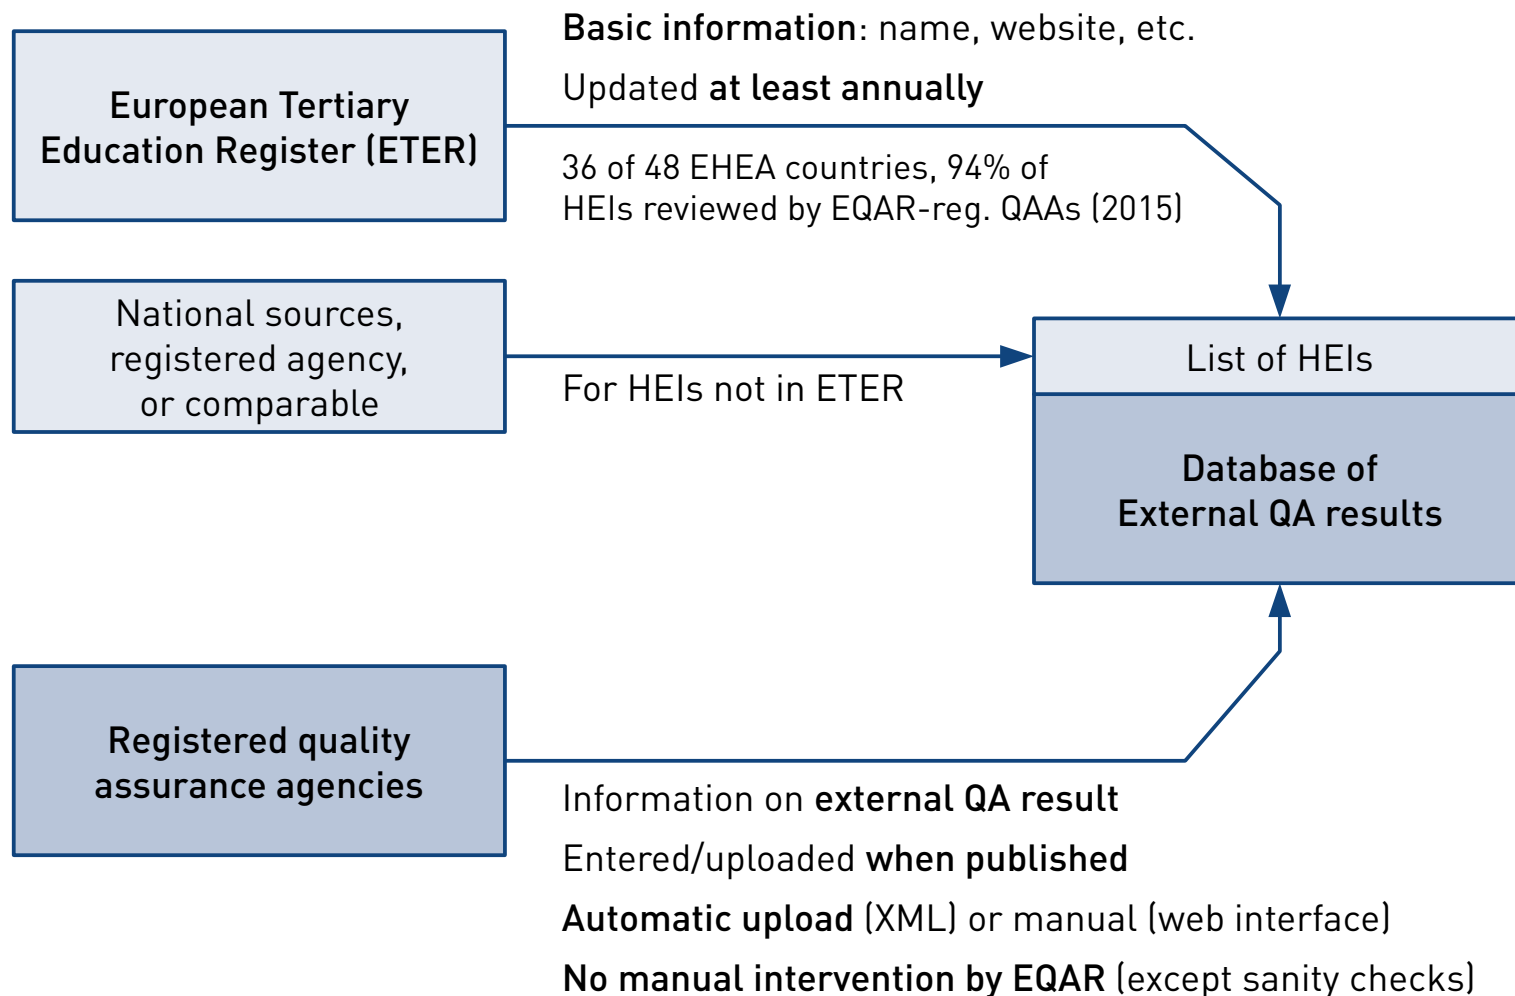 Basic information: name, website, etc.
Updated at least annually
European Tertiary
Education Register (ETER)
36 of 48 EHEA countries, 94% of
HEIs reviewed by EQAR-reg. QAAs (2015)
National sources,
registered agency,
or comparable
For HEIs not in ETER
List of HEIs
Database of
External QA results
Registered quality
assurance agencies
Information on external QA result
Entered/uploaded when published
Automatic upload (XML) or manual (web interface)
No manual intervention by EQAR (except sanity checks)